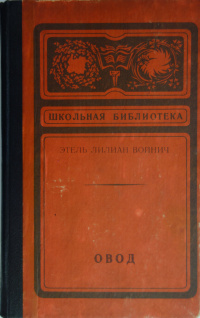 ШКОЛЬНАЯ БИБЛИОТЕКА
ЭТЕЛЬ ЛИЛИАН ВОЙНИЧ
ОВОД